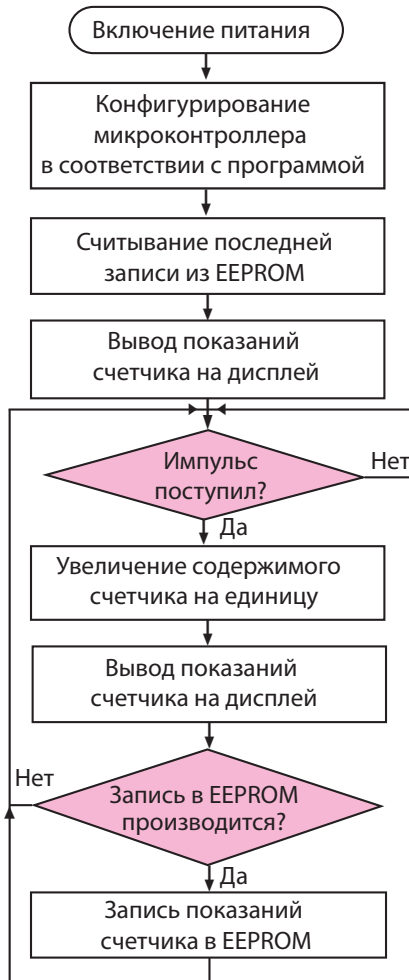 Включение питания
Конфигурирование
микроконтроллера
в соответствии с программой
Считывание последней
записи из EEPROM
Вывод показаний
счетчика на дисплей
Импульс
поступил?
Нет
Да
Увеличение содержимого
счетчика на единицу
Вывод показаний
счетчика на дисплей
Нет
Запись в EEPROM
производится?
Да
Запись показаний
счетчика в EEPROM